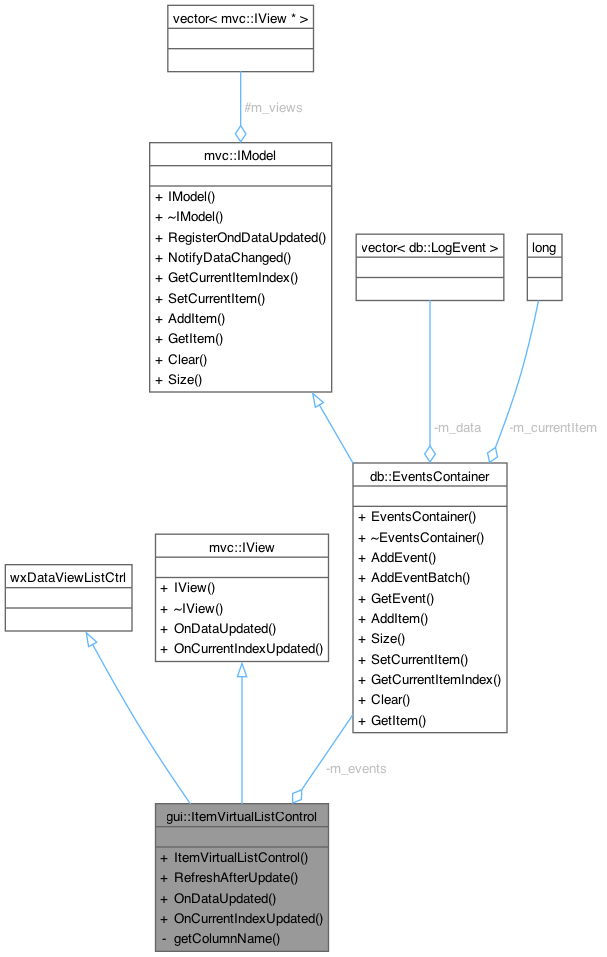 vector< mvc::IView * >
#m_views
mvc::IModel
+ IModel()
+ ~IModel()
+ RegisterOndDataUpdated()
+ NotifyDataChanged()
+ GetCurrentItemIndex()
+ SetCurrentItem()
+ AddItem()
+ GetItem()
+ Clear()
+ Size()
vector< db::LogEvent >
long
-m_data
-m_currentItem
db::EventsContainer
+ EventsContainer()
+ ~EventsContainer()
+ AddEvent()
+ AddEventBatch()
+ GetEvent()
+ AddItem()
+ Size()
+ SetCurrentItem()
+ GetCurrentItemIndex()
+ Clear()
+ GetItem()
mvc::IView
+ IView()
+ ~IView()
+ OnDataUpdated()
+ OnCurrentIndexUpdated()
wxDataViewListCtrl
-m_events
gui::ItemVirtualListControl
+ ItemVirtualListControl()
+ RefreshAfterUpdate()
+ OnDataUpdated()
+ OnCurrentIndexUpdated()
- getColumnName()